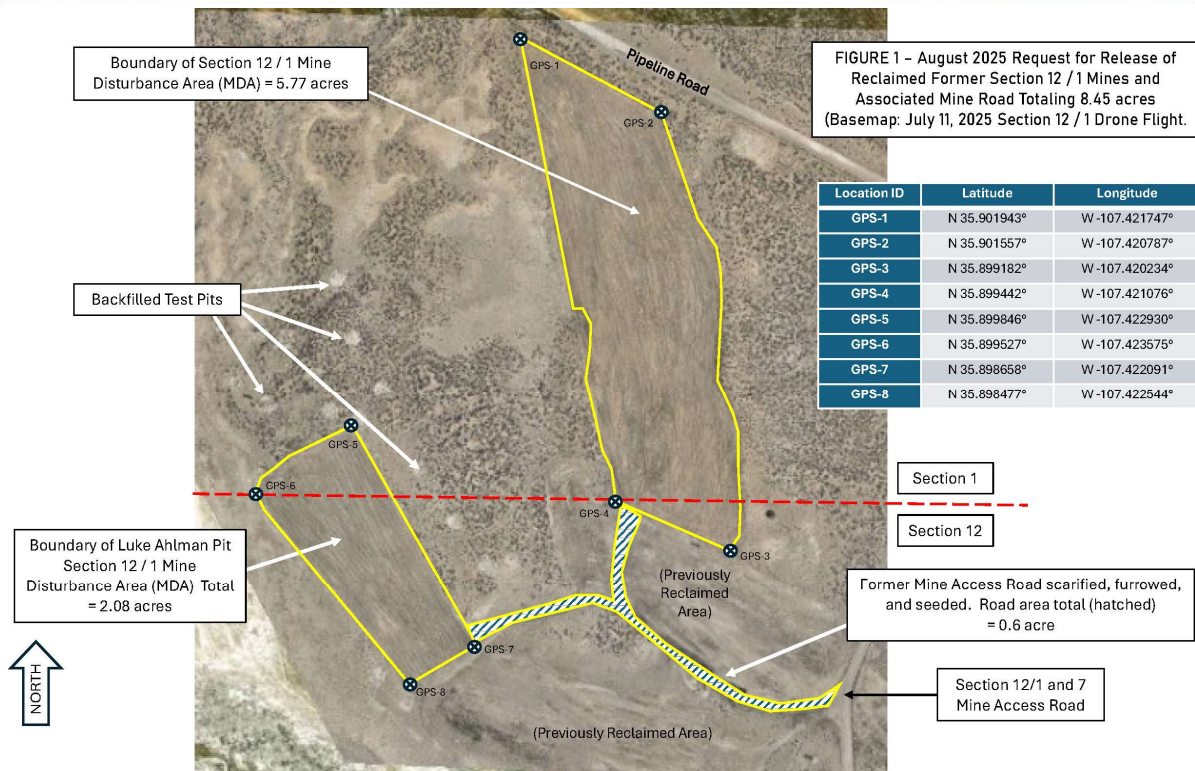 FIGURE 1 – August 2025 Request for Release of
Reclaimed Former Section 12 / 1 Mines and
Associated Mine Road Totaling 8.45 acres
(Basemap: July 11, 2025 Section 12 / 1 Drone Flight.
Boundary of Section 12 / 1 Mine
Disturbance Area (MDA) = 5.77 acres
GPS-1
Pipeline Road
GPS-2
Location ID Latitude Longitude
GPS-1 N 35.901943° W -107.421747°
GPS-2 N 35.901557° W -107.420787°
GPS-3 N 35.899182° W -107.420234°
GPS-4 N 35.899442° W -107.421076°
GPS-5 N 35.899846° W -107.422930°
GPS-6 N 35.899527° W -107.423575°
GPS-7 N 35.898658° W -107.422091°
GPS-8 N 35.898477° W -107.422544°
Backfilled Test Pits
GPS-5
GPS-6
Section 1
GPS-4
Section 12
Boundary of Luke Ahlman Pit
Section 12 / 1 Mine
Disturbance Area (MDA) Total
= 2.08 acres
GPS-3
(Previously
Reclaimed
Area)
Former Mine Access Road scarified, furrowed,
and seeded. Road area total (hatched)
= 0.6 acre
GPS-7
GPS-8
Section 12/1 and 7
Mine Access Road
(Previously Reclaimed Area)
NORTH